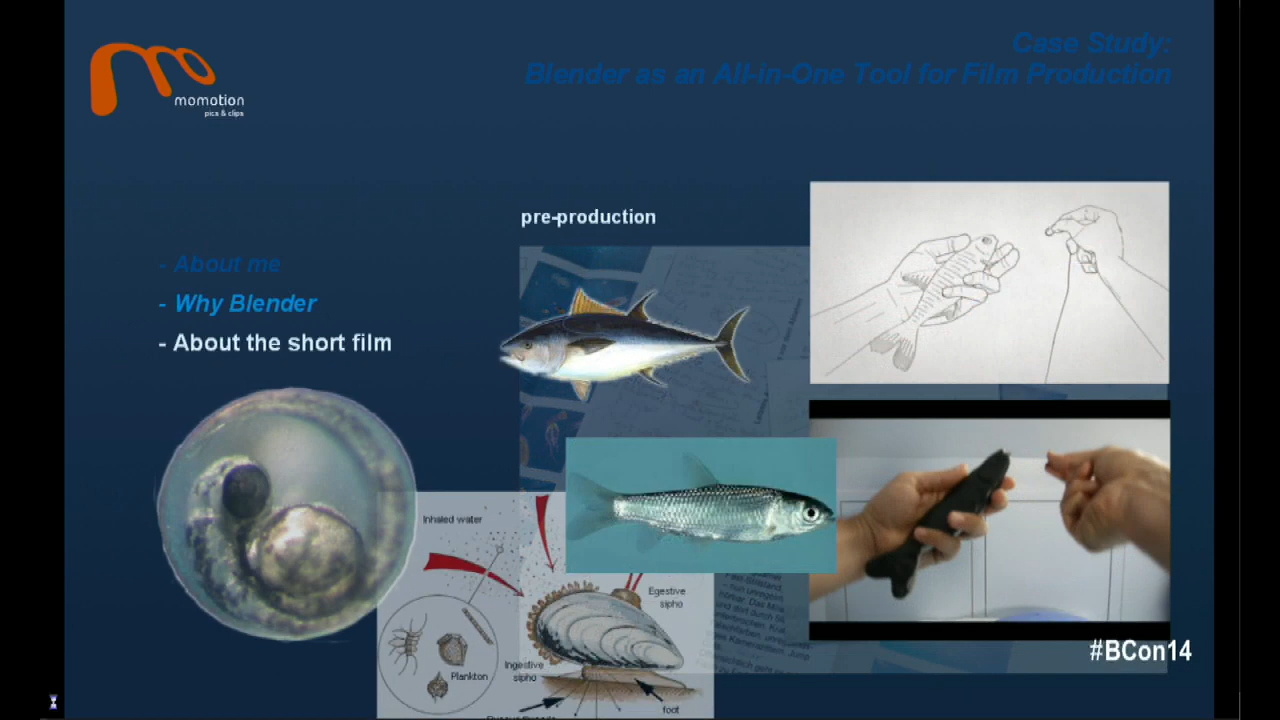 momotion
pics & clips
Case Study:
Blender as an All-in-One Tool for Film Production
pre-production
- About me
- Why Blender
- About the short film
Inhaled water
Egestive
sipho
Ingestive
sipho
Plankton
foot
#BCon14